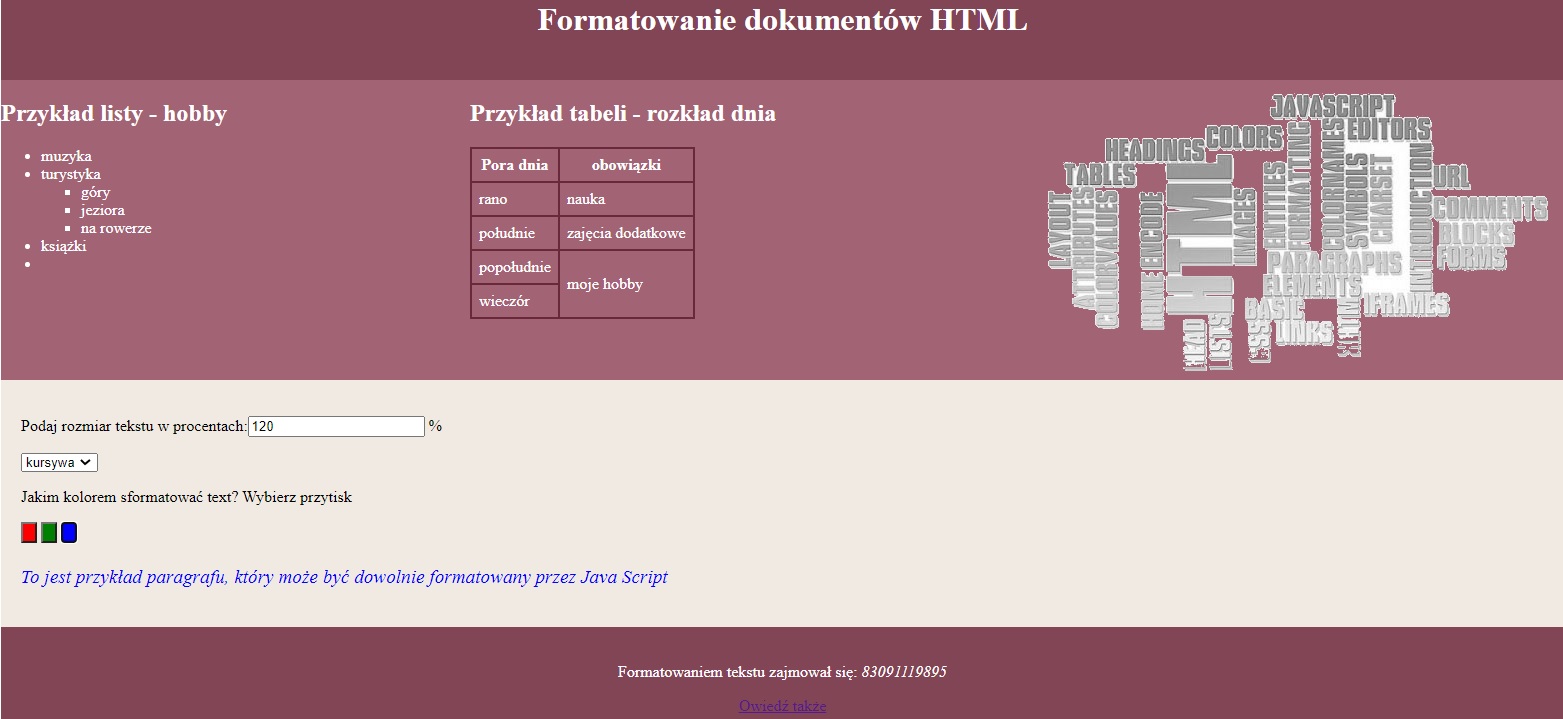 Formatowanie dokumentów HTML
Przykład listy - hobby
muzyka
turystyka
góry
jeziora
na rowerze
książki
Przykład tabeli - rozkład dnia
Pora dnia obowiązki
rano nauka
południe zajęcia dodatkowe
popołudnie
moje hobby
wieczór
JAVASCRIPT
COLORS
EDITORS
HEADINGS
TABLES
LAYOUT
ATTRIBUTES
COLORVALUES
HOME
ENCODE
HTML
IMAGES
ENTITIES
FORMATTING
COLORNAMES
SYMBOLS
CHARSET
INTRODUCTION
URL
COMMENTS
BLOCKS
FORMS
PARAGRAPHS
ELEMENTS
BASIC
LINKS
IFRAMES
HEAD
LISTS
CSS
XHTML
Podaj rozmiar tekstu w procentach: 120 %
kursywa
Jakim kolorem sformatować text? Wybierz przytisk
To jest przykład paragrafu, który może być dowolnie formatowany przez Java Script
Formatowaniem tekstu zajmował się: 83091119895
Owiedź także